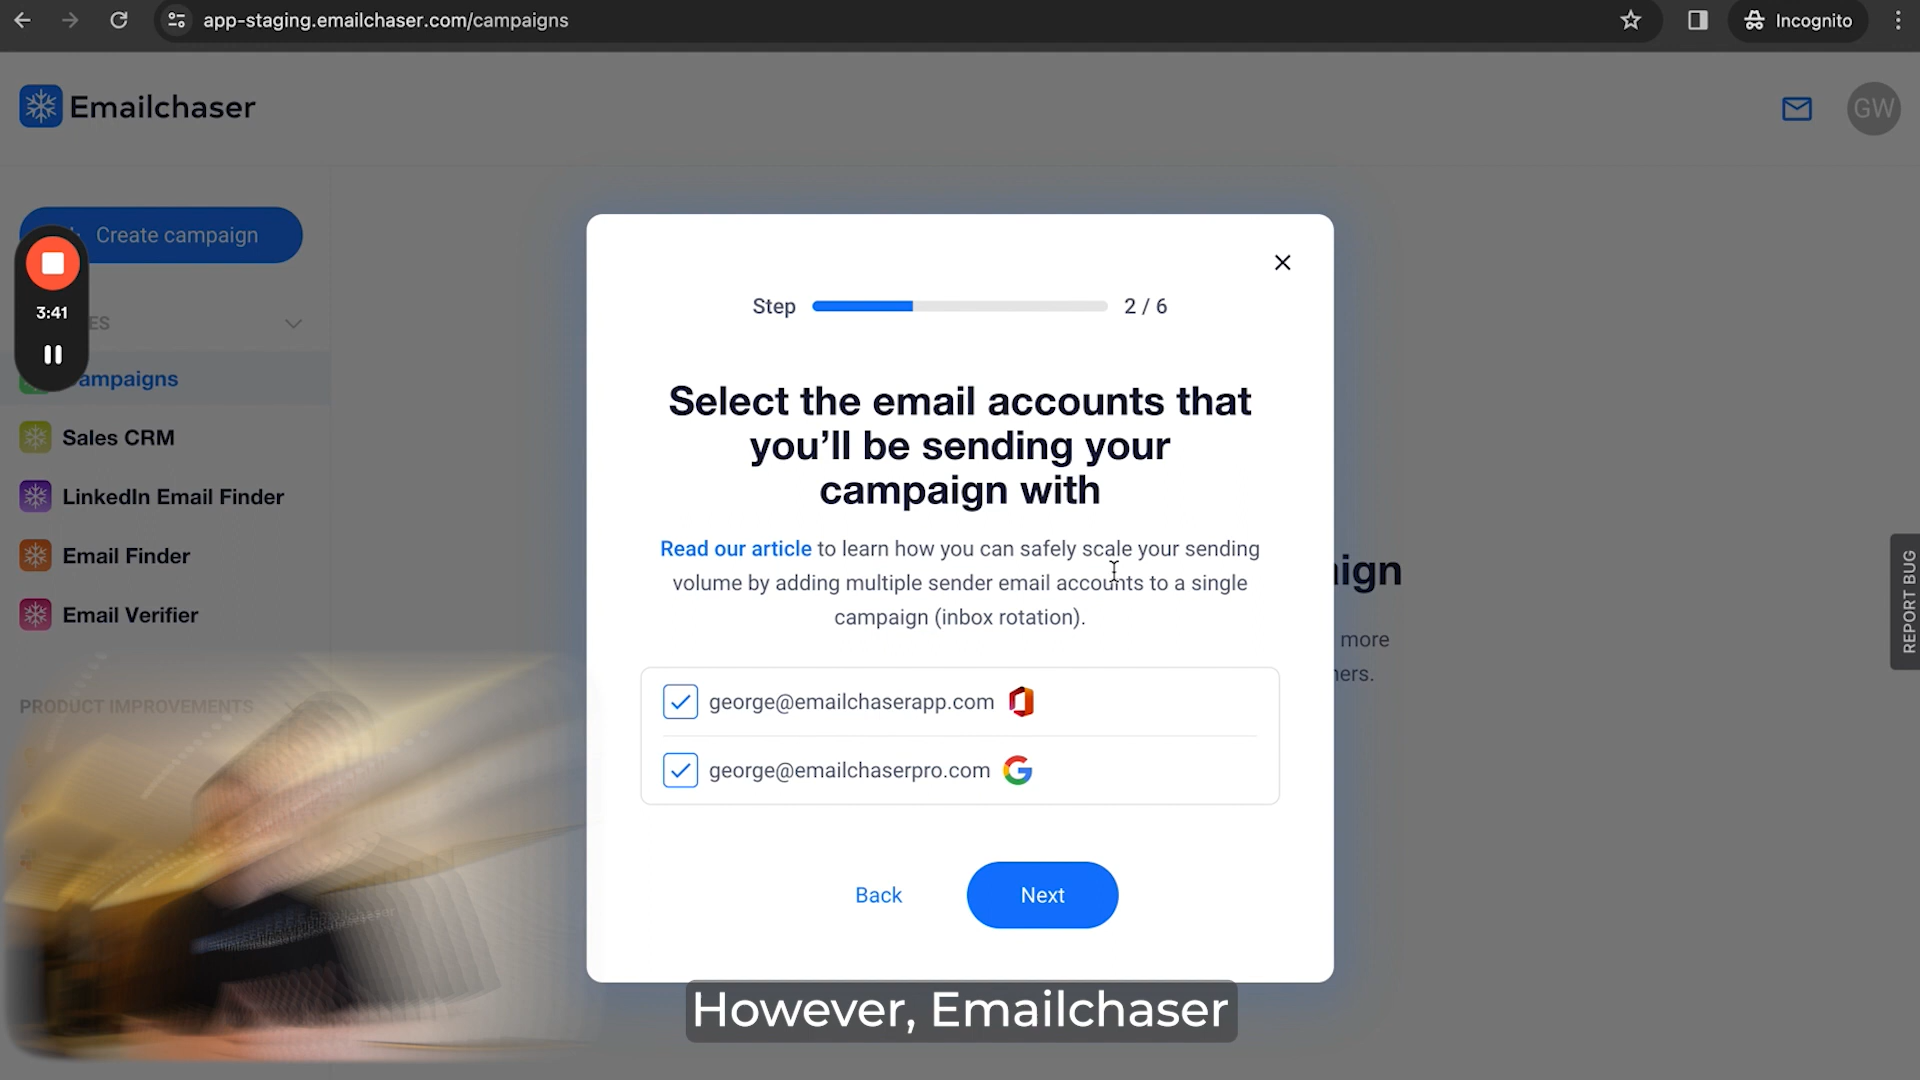 app-staging.emailchaser.com/campaigns
Incognito
Emailchaser
GW
Create campaign
3:41
ES
ampaigns
Sales CRM
LinkedIn Email Finder
Email Finder
Email Verifier
PRODUCT IMPROVEMENTS
Step
2 / 6
Select the email accounts that
you’ll be sending your
campaign with
Read our article to learn how you can safely scale your sending
volume by adding multiple sender email accounts to a single
campaign (inbox rotation).
george@emailchaserapp.com
george@emailchaserpro.com
Back
Next
aign
more
ners.
REPORT BUG
However, Emailchaser